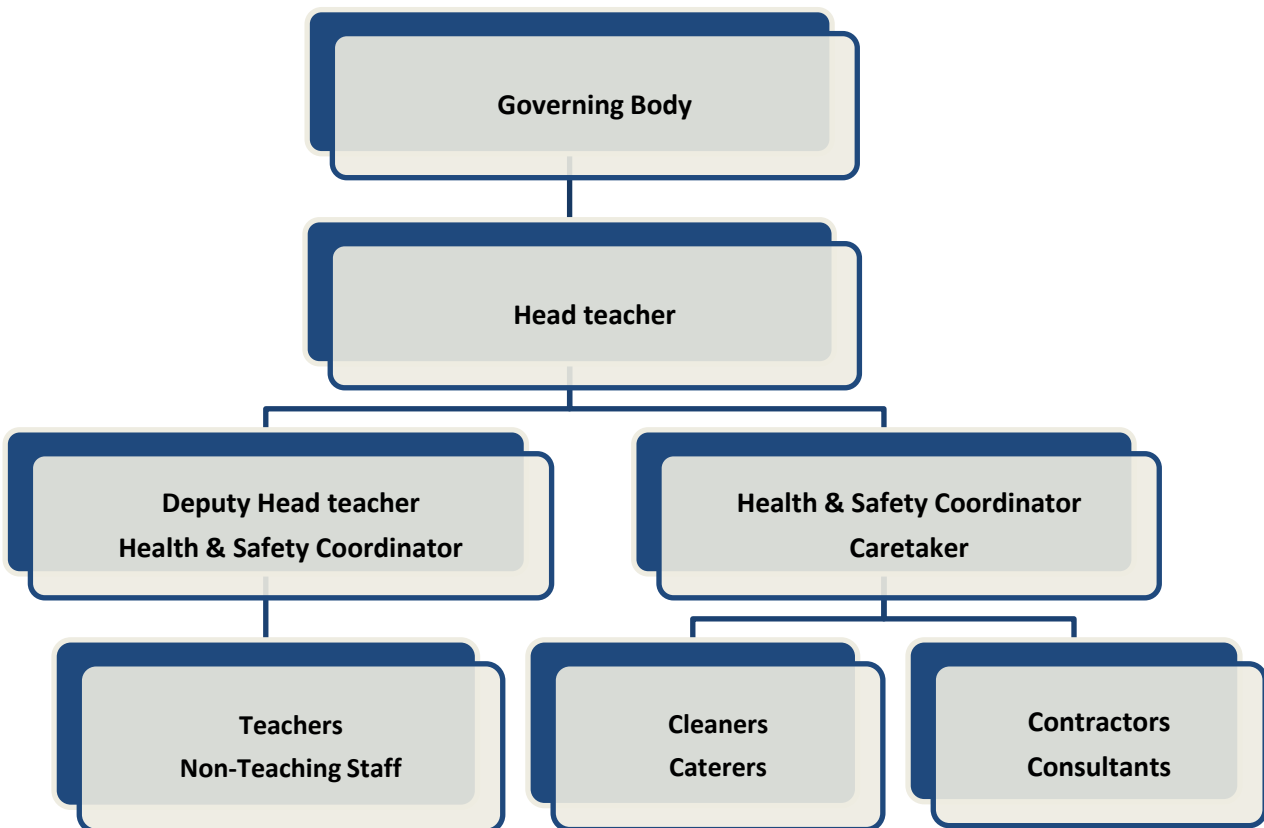 Governing Body
Head teacher
Deputy Head teacher
Health & Safety Coordinator
Health & Safety Coordinator
Caretaker
Teachers
Non-Teaching Staff
Cleaners
Caterers
Contractors
Consultants